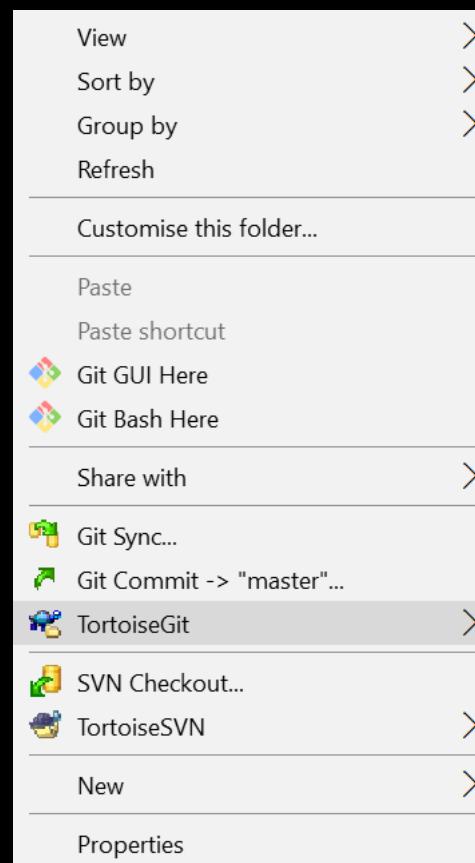 View
Sort by
Group by
Refresh
Customise this folder...
Paste
Paste shortcut
Git GUI Here
Git Bash Here
Share with
Git Sync...
Git Commit -> "master"...
TortoiseGit
SVN Checkout...
TortoiseSVN
New
Properties